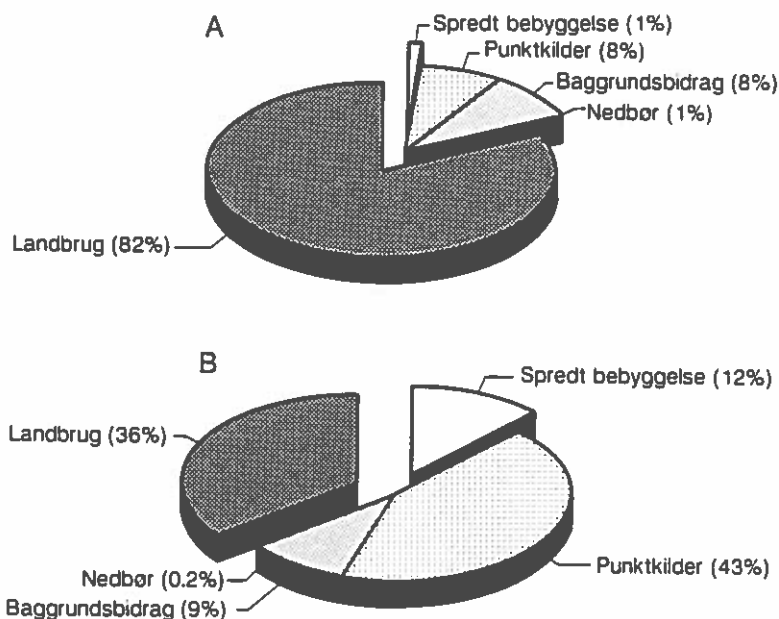 A
Spredt bebyggelse (1%)
Punktkilder (8%)
Baggrundsbidrag (8%)
Nedbør (1%)
Landbrug (82%)
B
Spredt bebyggelse (12%)
Landbrug (36%)
Punktkilder (43%)
Nedbør (0.2%)
Baggrundsbidrag (9%)